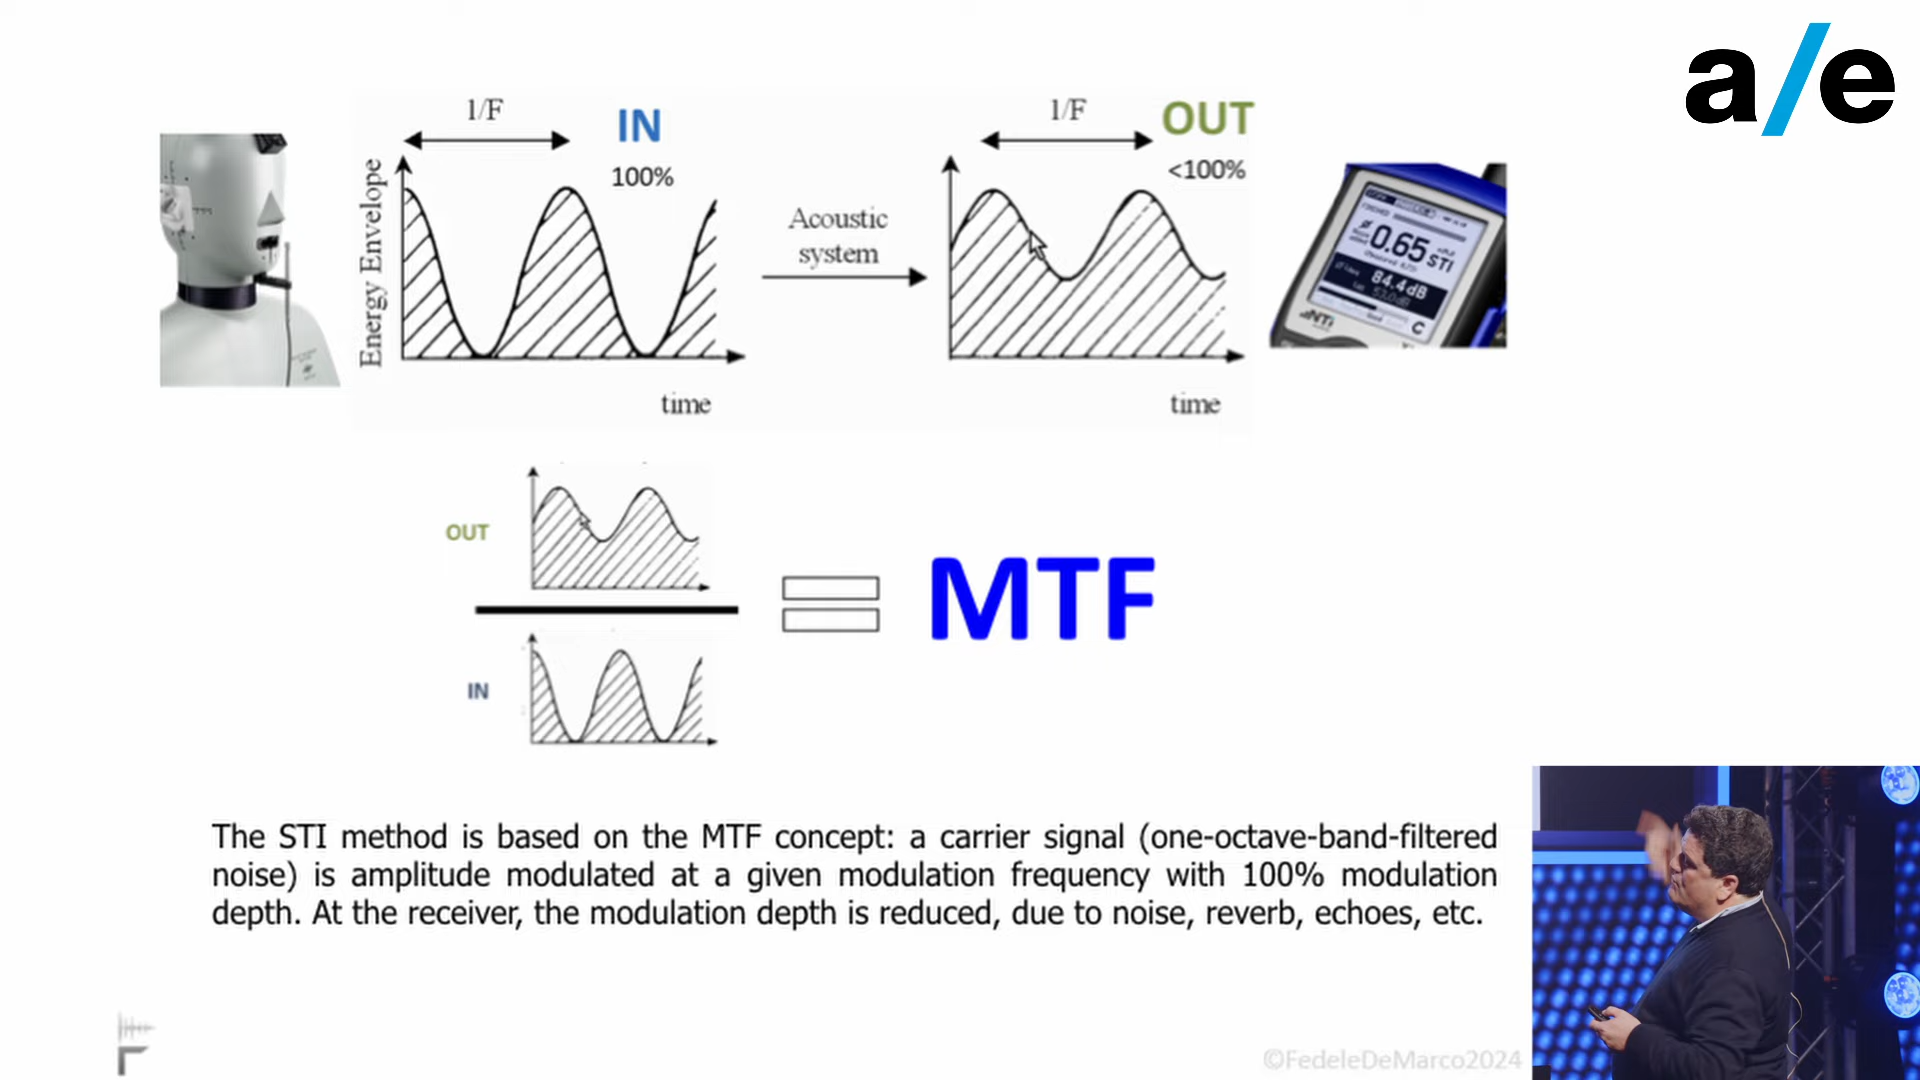 a/e
1/F
IN
100%
Energy Envelope
time
Acoustic
system
1/F
OUT
<100%
time
0.65 STI
84.4dB
NTi
C
OUT
IN
MTF
The STI method is based on the MTF concept: a carrier signal (one-octave-band-filtered
noise) is amplitude modulated at a given modulation frequency with 100% modulation
depth. At the receiver, the modulation depth is reduced, due to noise, reverb, echoes, etc.
©FedeleDeMarco2024